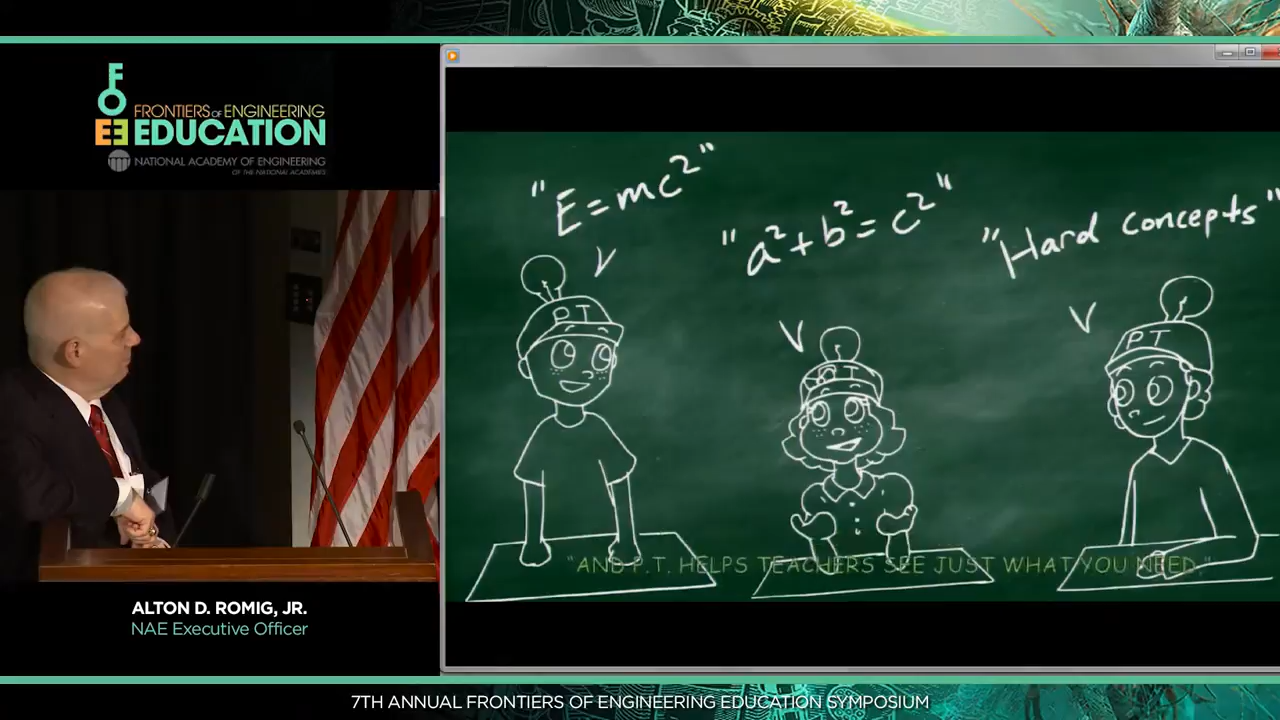 FOEE
FRONTIERS OF ENGINEERING
EDUCATION
NATIONAL ACADEMY OF ENGINEERING
OF THE NATIONAL ACADEMIES
"E=mc²"
"a²+b²=c²"
"Hard concepts"
PT
PT
PT
"AND P.T. HELPS TEACHERS SEE JUST WHAT YOU NEED."
ALTON D. ROMIG, JR.
NAE Executive Officer
7TH ANNUAL FRONTIERS OF ENGINEERING EDUCATION SYMPOSIUM